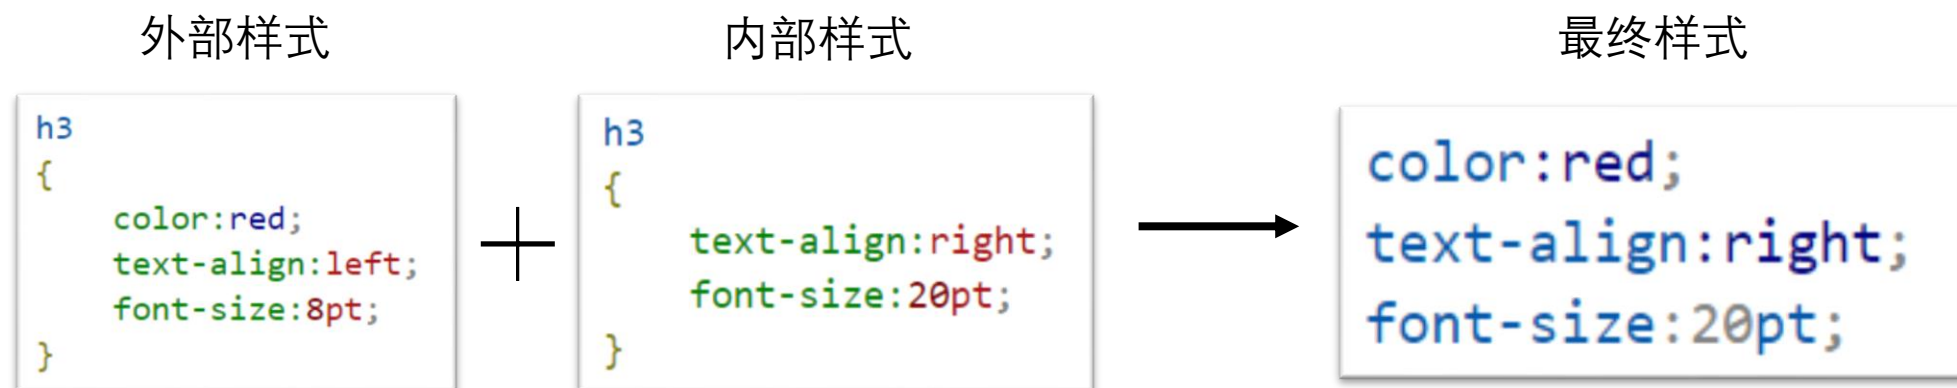 外部样式
h3
{
color:red;
text-align:left;
font-size:8pt;
}
内部样式
h3
{
text-align:right;
font-size:20pt;
}
最终样式
color:red;
text-align:right;
font-size:20pt;